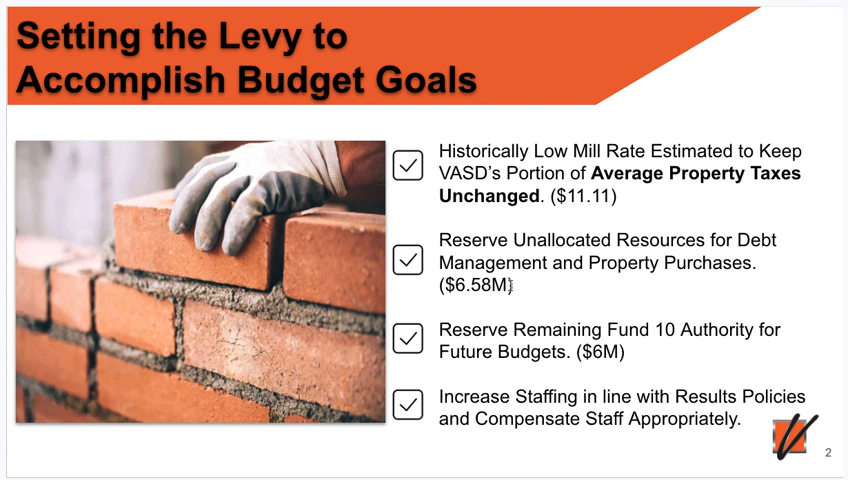 Setting the Levy to
Accomplish Budget Goals
Historically Low Mill Rate Estimated to Keep
VASD's Portion of Average Property Taxes
Unchanged. ($11.11)
Reserve Unallocated Resources for Debt
Management and Property Purchases.
($6.58M)
Reserve Remaining Fund 10 Authority for
Future Budgets. ($6M)
Increase Staffing in line with Results Policies
and Compensate Staff Appropriately.
2